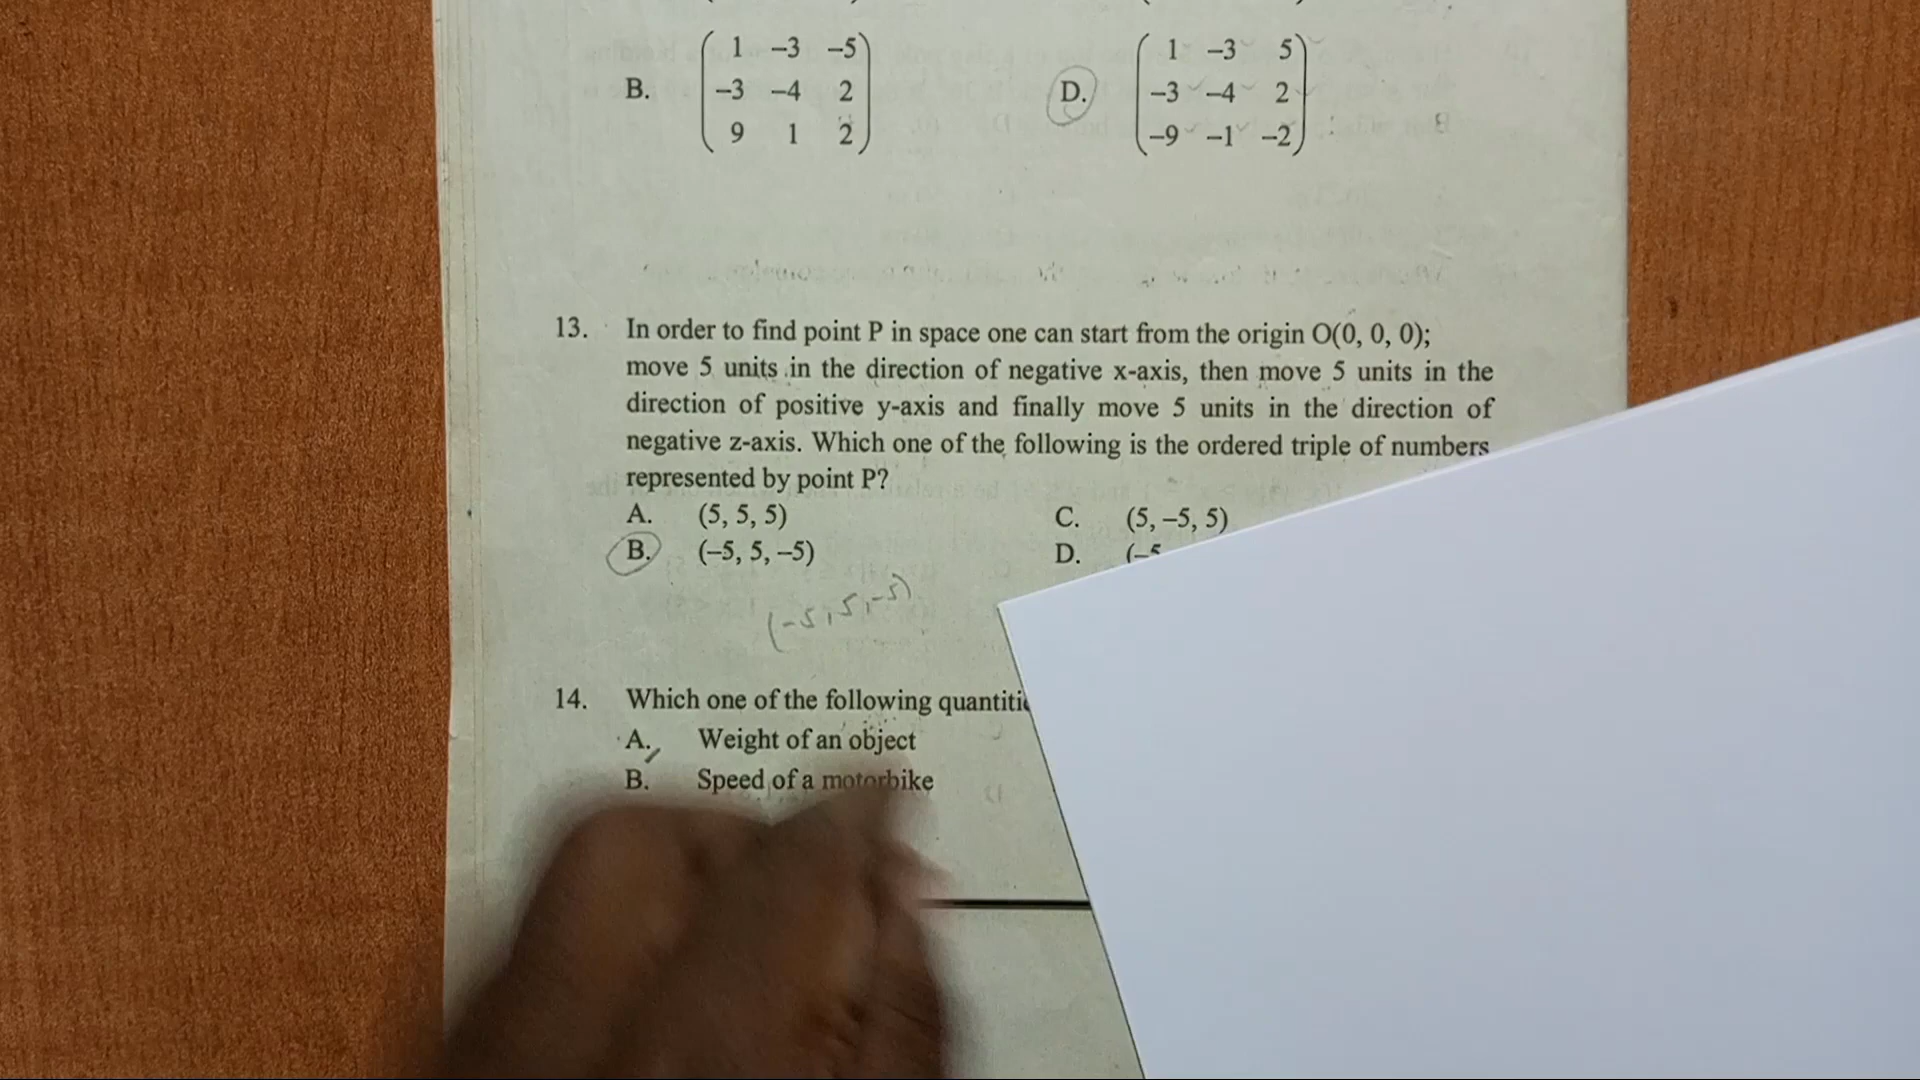 B. ( 1 −3 −5 ) D. ( 1 −3 5 )
( −3 −4 2 ) ( −3 −4 2 )
( 9 1 2 ) ( −9 −1 −2 )
13. In order to find point P in space one can start from the origin O(0, 0, 0);
move 5 units in the direction of negative x-axis, then move 5 units in the
direction of positive y-axis and finally move 5 units in the direction of
negative z-axis. Which one of the following is the ordered triple of numbers
represented by point P?
A. (5, 5, 5) C. (5, −5, 5)
B. (−5, 5, −5) D. (−5
(−5, 5, −5)
14. Which one of the following
A. Weight of an object
B. Speed of a motorbike